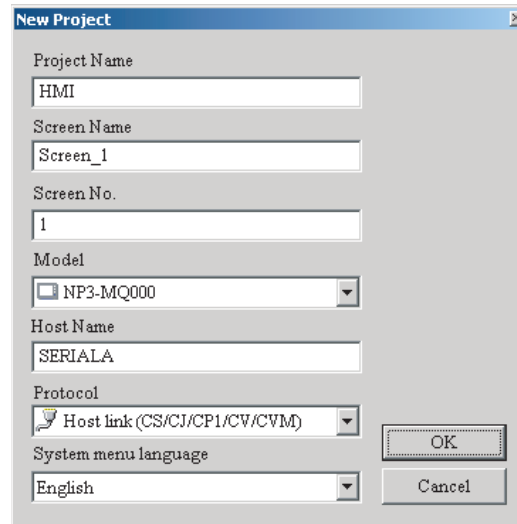 New Project
Project Name
HMI
Screen Name
Screen_1
Screen No.
1
Model
NP3-MQ000
Host Name
SERIALA
Protocol
Host link (CS/CJ/CP1/CV/CVM)
System menu language
English
OK
Cancel